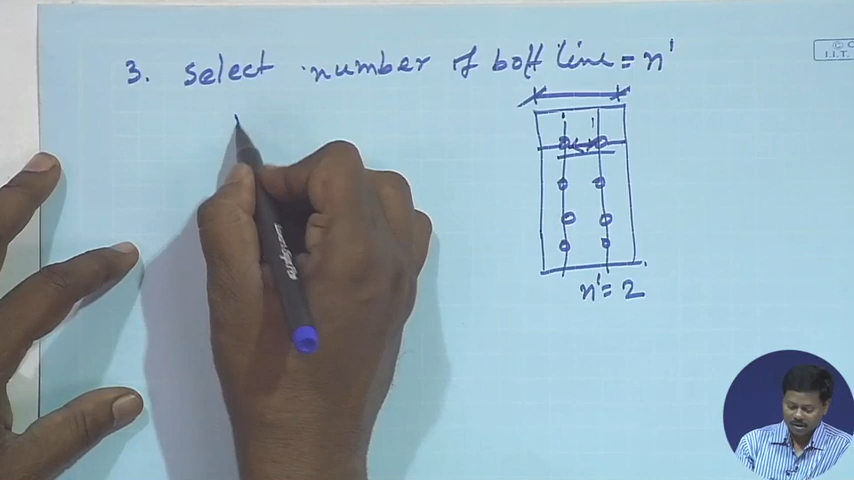 3. select number of bolt line = n'
© C
I.I.T.
n' = 2